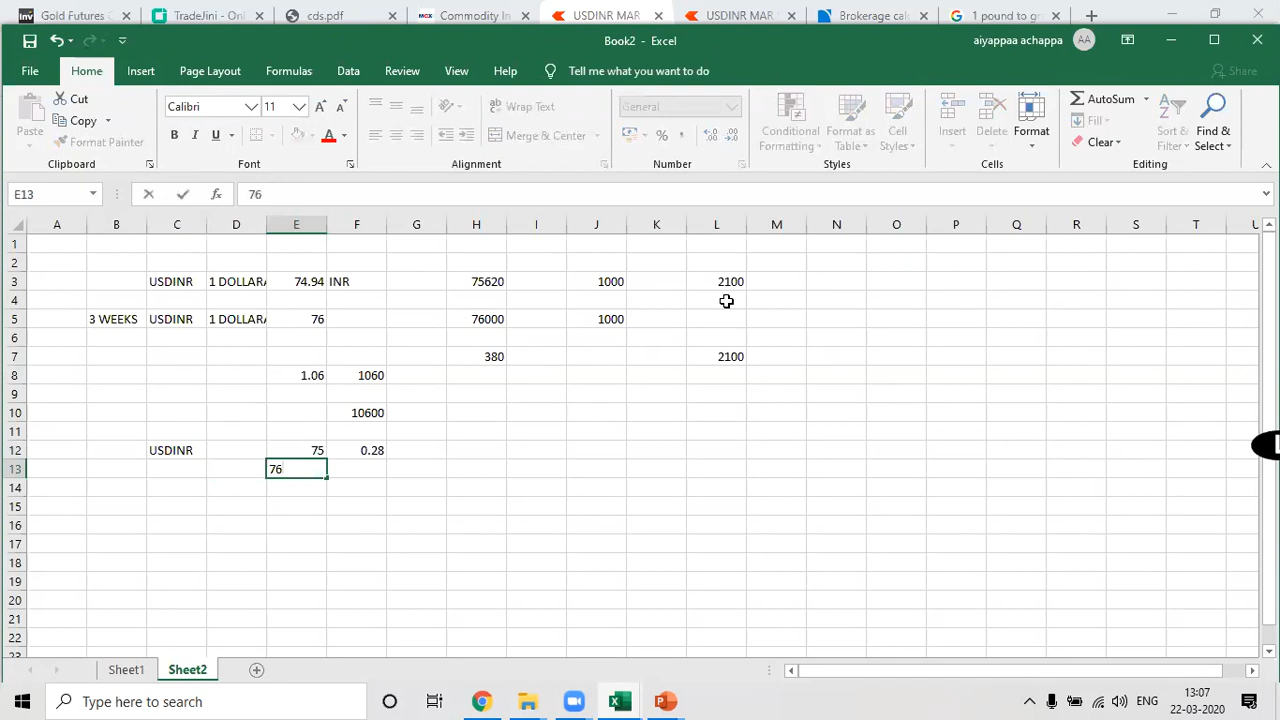 Gold Futures C
TradeJini - Onli
cds.pdf
Commodity In
USDINR MAR
USDINR MAR
Brokerage calc
1 pound to gr
Book2 - Excel
aiyappaa achappa
AA
File
Home
Insert
Page Layout
Formulas
Data
Review
View
Help
Tell me what you want to do
Share
Paste
Cut
Copy
Format Painter
Clipboard
Calibri
11
B I U
Font
Wrap Text
Merge & Center
Alignment
General
Number
Conditional Formatting
Format as Table
Cell Styles
Styles
Insert
Delete
Format
Cells
AutoSum
Fill
Clear
Sort & Filter
Find & Select
Editing
E13 fx 76
A B C D E F G H I J K L M N O P Q R S T U
1
2
3 USDINR 1 DOLLARA 74.94 INR 75620 1000 2100
4
5 3 WEEKS USDINR 1 DOLLARA 76 76000 1000
6
7 380 2100
8 1.06 1060
9
10 10600
11
12 USDINR 75 0.28
13 76
14
15
16
17
18
19
20
21
22
23
Sheet1 Sheet2
Type here to search
ENG
13:07
22-03-2020